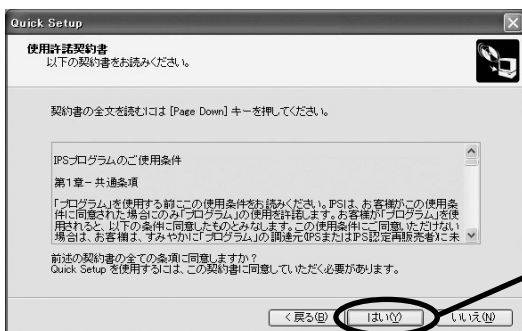 Quick Setup
使用許諾契約書
以下の契約書をお読みください。
契約書の全文を読むには [Page Down] キーを押してください。
IPSプログラムのご使用条件
第1章－共通条項
「プログラム」を使用する前にこの使用条件をお読みください。IPSは、お客様がこの使用条
件に同意された場合にのみ「プログラム」の使用を許諾します。お客様が「プログラム」を使
用されると、以下の条件に同意したものとみなします。この使用条件にご同意いただけない
場合は、お客様は、すみやかに「プログラム」の調達元(IPSまたはIPS認定再販売者)に未
前述の契約書の全ての条項に同意しますか？
Quick Setup を使用するには、この契約書に同意していただく必要があります。
< 戻る(B)
はい(Y)
いいえ(N)